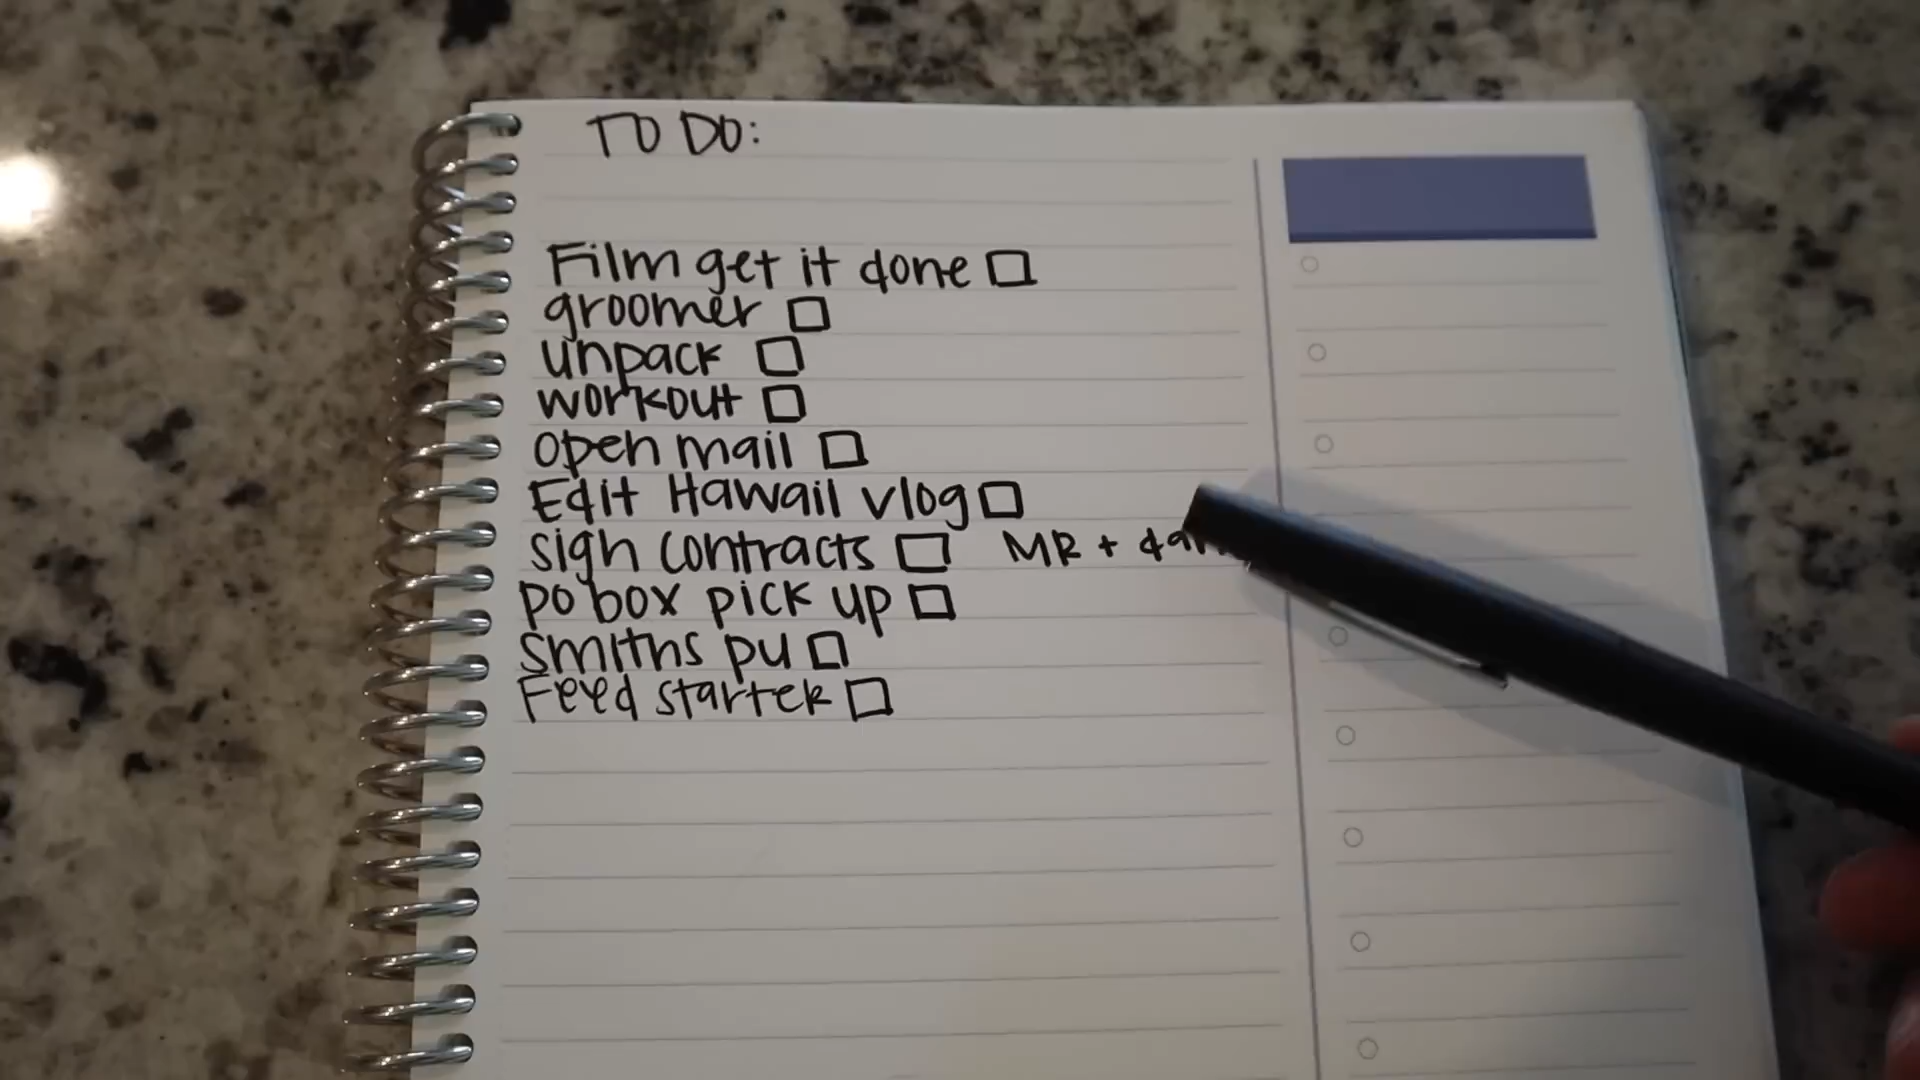 TO DO:
Film get it done
groomer
unpack
workout
open mail
Edit Hawaii vlog
sign contracts MR +
po box pick up
smiths pu
Feed starter